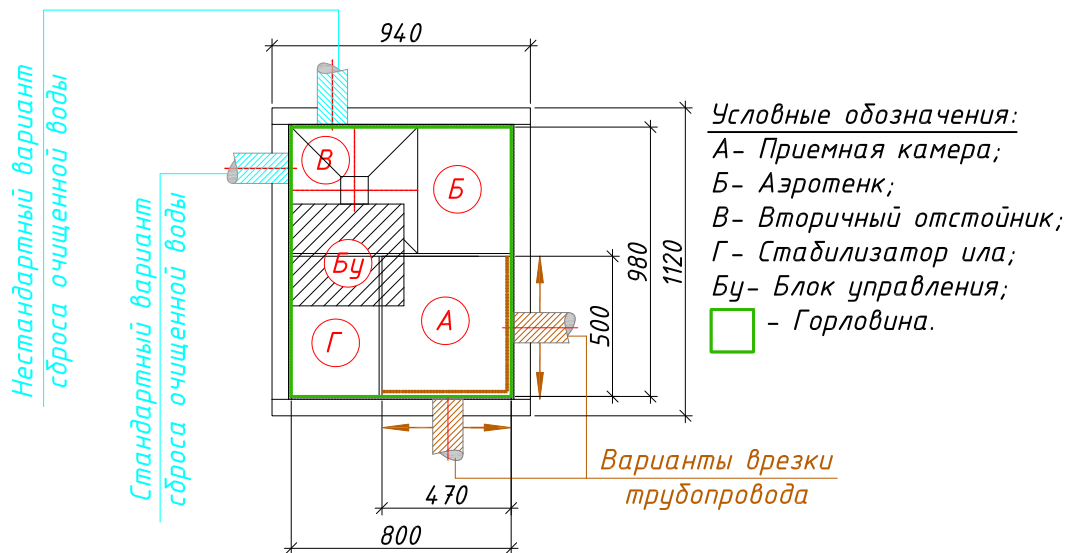 Нестандартный вариант
сброса очищенной воды
Стандартный вариант
сброса очищенной воды
940
В
Б
Бу
А
Г
500
980
1120
470
800
Варианты врезки
трубопровода
Условные обозначения:
А- Приемная камера;
Б- Аэротенк;
В- Вторичный отстойник;
Г- Стабилизатор ила;
Бу- Блок управления;
- Горловина.